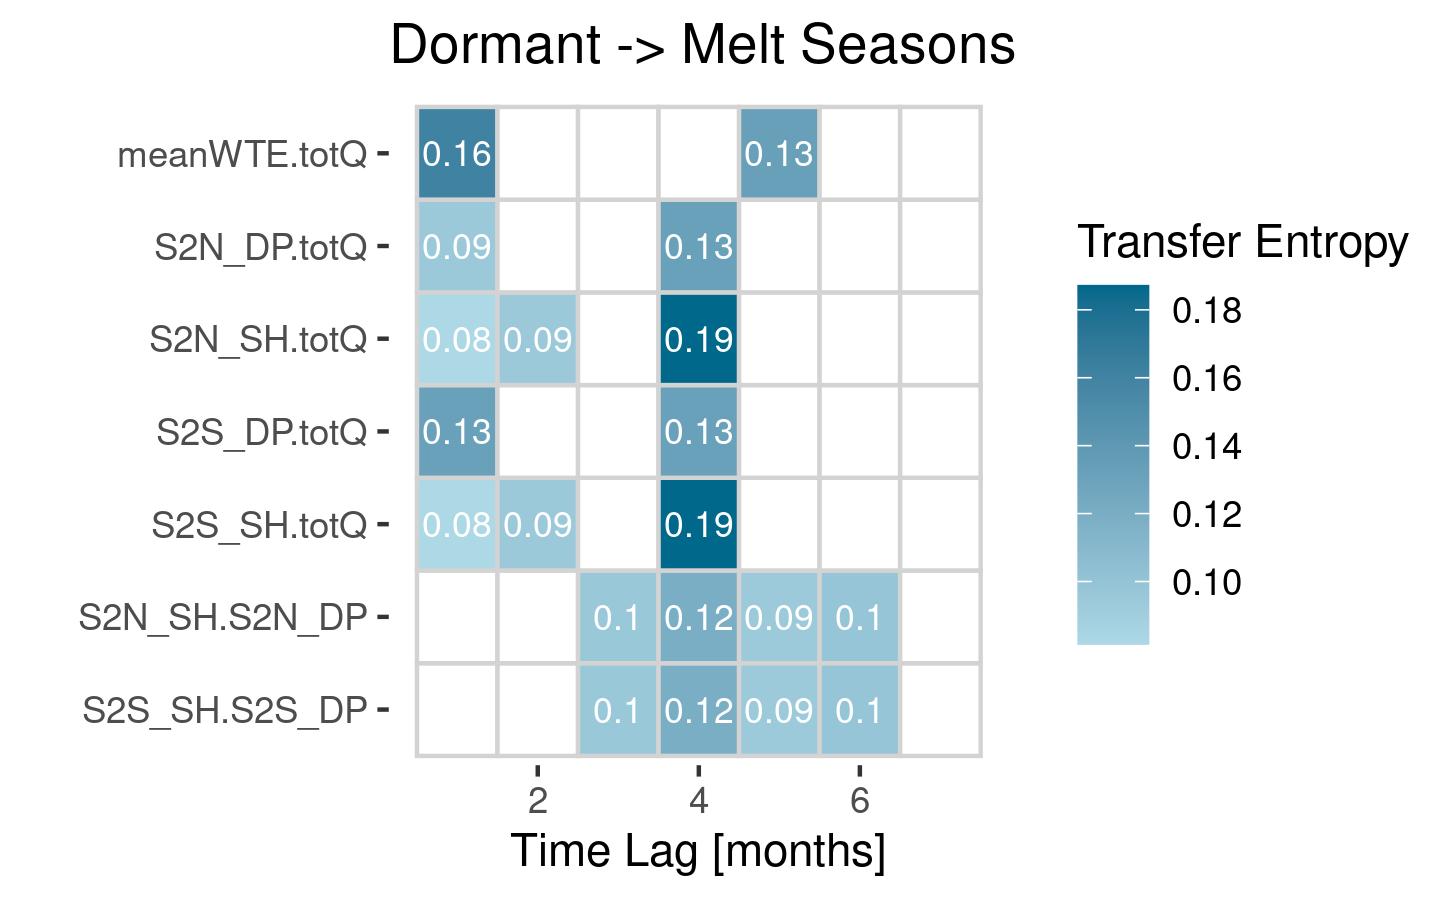 Dormant -> Melt Seasons
meanWTE.totQ 0.16 0.13
S2N_DP.totQ 0.09 0.13
S2N_SH.totQ 0.08 0.09 0.19
S2S_DP.totQ 0.13 0.13
S2S_SH.totQ 0.08 0.09 0.19
S2N_SH.S2N_DP 0.1 0.12 0.09 0.1
S2S_SH.S2S_DP 0.1 0.12 0.09 0.1
2 4 6
Time Lag [months]
Transfer Entropy
0.18
0.16
0.14
0.12
0.10